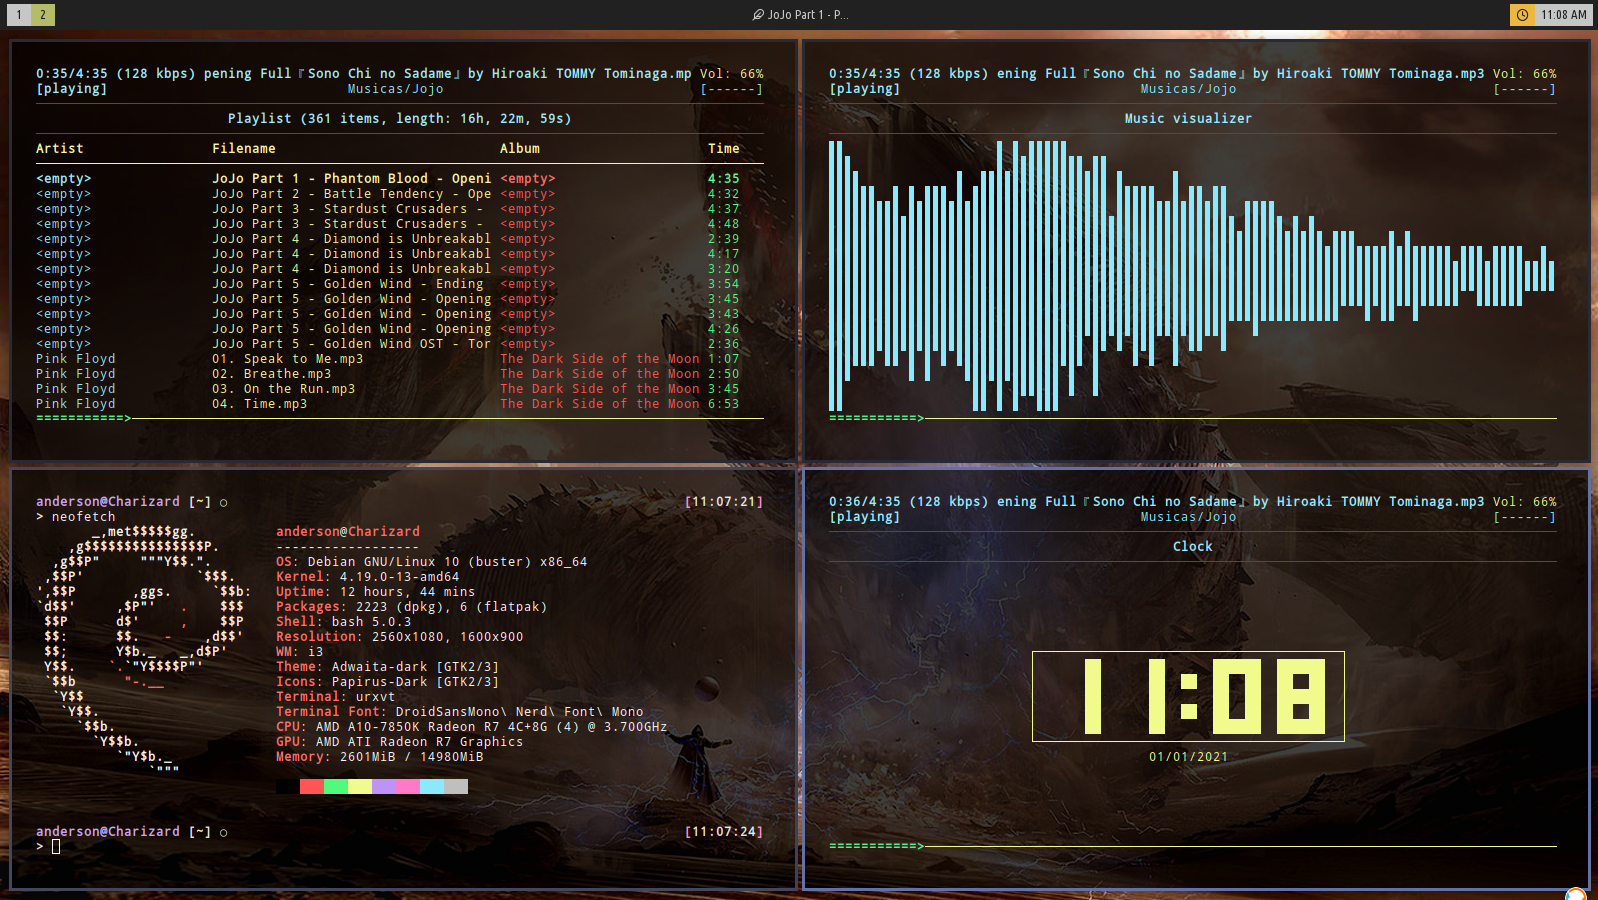 1 2
JoJo Part 1 - P...
11:08 AM
0:35/4:35 (128 kbps) pening Full『Sono Chi no Sadame』by Hiroaki TOMMY Tominaga.mp Vol: 66%
[playing] Musicas/Jojo [------]
Playlist (361 items, length: 16h, 22m, 59s)
Artist Filename Album Time
<empty> JoJo Part 1 - Phantom Blood - Openi <empty> 4:35
<empty> JoJo Part 2 - Battle Tendency - Ope <empty> 4:32
<empty> JoJo Part 3 - Stardust Crusaders - <empty> 4:37
<empty> JoJo Part 3 - Stardust Crusaders - <empty> 4:48
<empty> JoJo Part 4 - Diamond is Unbreakabl <empty> 2:39
<empty> JoJo Part 4 - Diamond is Unbreakabl <empty> 4:17
<empty> JoJo Part 4 - Diamond is Unbreakabl <empty> 3:20
<empty> JoJo Part 5 - Golden Wind - Ending <empty> 3:54
<empty> JoJo Part 5 - Golden Wind - Opening <empty> 3:45
<empty> JoJo Part 5 - Golden Wind - Opening <empty> 3:43
<empty> JoJo Part 5 - Golden Wind - Opening <empty> 4:26
<empty> JoJo Part 5 - Golden Wind OST - Tor <empty> 2:36
Pink Floyd 01. Speak to Me.mp3 The Dark Side of the Moon 1:07
Pink Floyd 02. Breathe.mp3 The Dark Side of the Moon 2:50
Pink Floyd 03. On the Run.mp3 The Dark Side of the Moon 3:45
Pink Floyd 04. Time.mp3 The Dark Side of the Moon 6:53
===========>
0:35/4:35 (128 kbps) ening Full『Sono Chi no Sadame』by Hiroaki TOMMY Tominaga.mp3 Vol: 66%
[playing] Musicas/Jojo [------]
Music visualizer
===========>
anderson@Charizard [~] ○ [11:07:21]
> neofetch
anderson@Charizard
------------------
OS: Debian GNU/Linux 10 (buster) x86_64
Kernel: 4.19.0-13-amd64
Uptime: 12 hours, 44 mins
Packages: 2223 (dpkg), 6 (flatpak)
Shell: bash 5.0.3
Resolution: 2560x1080, 1600x900
WM: i3
Theme: Adwaita-dark [GTK2/3]
Icons: Papirus-Dark [GTK2/3]
Terminal: urxvt
Terminal Font: DroidSansMono\ Nerd\ Font\ Mono
CPU: AMD A10-7850K Radeon R7 4C+8G (4) @ 3.700GHz
GPU: AMD ATI Radeon R7 Graphics
Memory: 2601MiB / 14980MiB
anderson@Charizard [~] ○ [11:07:24]
>
0:36/4:35 (128 kbps) ening Full『Sono Chi no Sadame』by Hiroaki TOMMY Tominaga.mp3 Vol: 66%
[playing] Musicas/Jojo [------]
Clock
11:08
01/01/2021
===========>